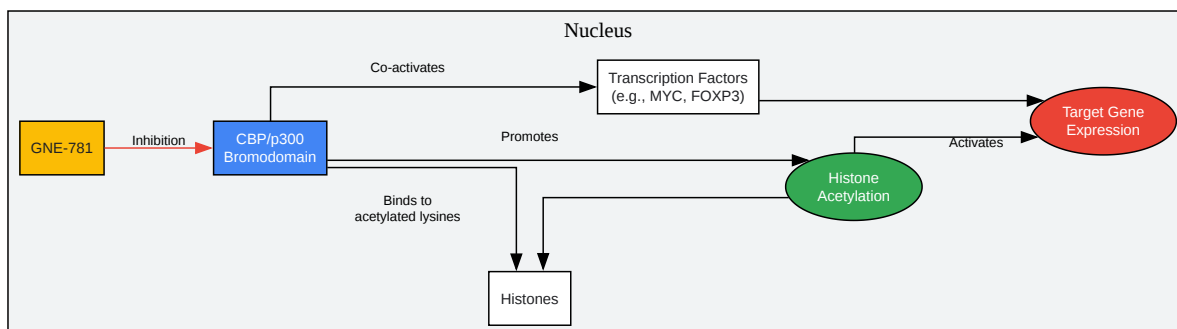 Nucleus
Co-activates
Transcription Factors
(e.g., MYC, FOXP3)
Target Gene
Expression
GNE-781
Inhibition
CBP/p300
Bromodomain
Promotes
Activates
Histone
Acetylation
Binds to
acetylated lysines
Histones